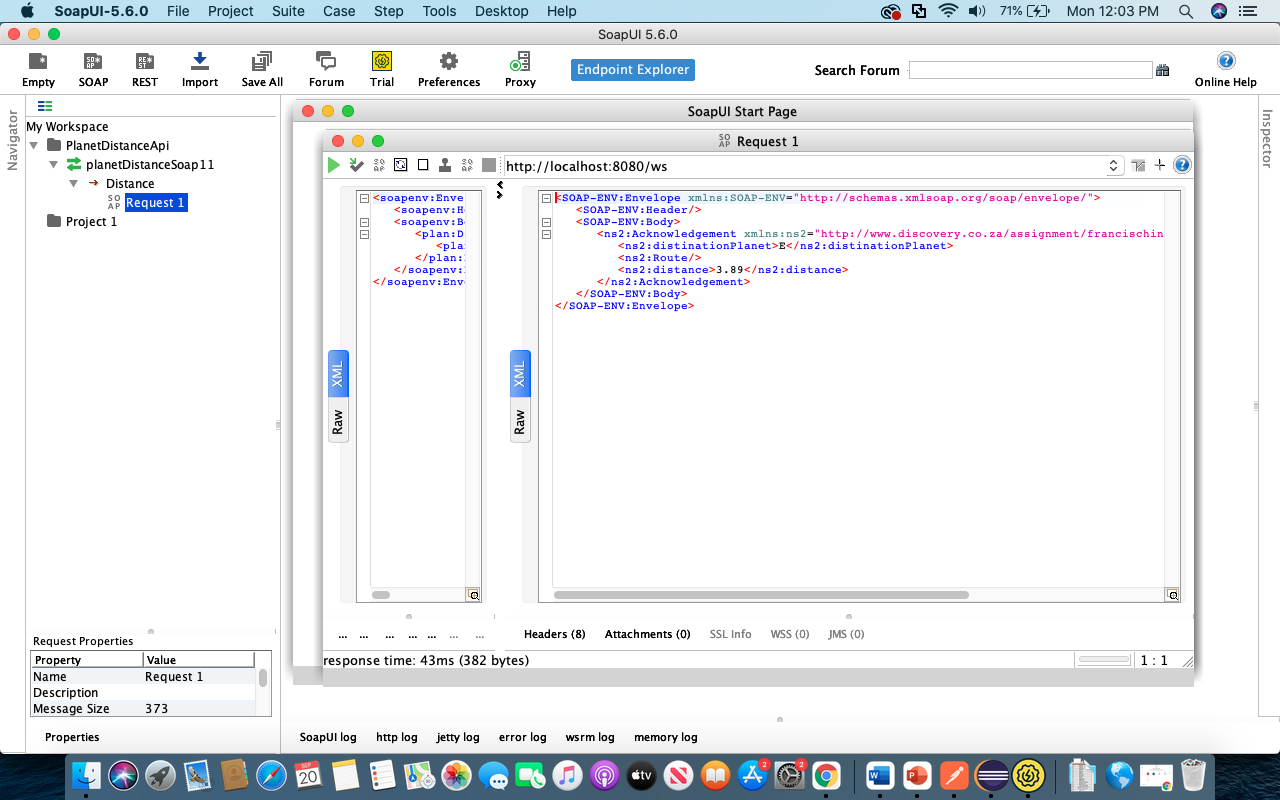 SoapUI-5.6.0 File Project Suite Case Step Tools Desktop Help 71% Mon 12:03 PM
SoapUI 5.6.0
Empty SOAP REST Import Save All Forum Trial Preferences Proxy Endpoint Explorer Search Forum Online Help
Navigator
Inspector
My Workspace
PlanetDistanceApi
planetDistanceSoap11
Distance
Request 1
Project 1
SoapUI Start Page
Request 1
http://localhost:8080/ws
<soapenv:Enve
<soapenv:H
<soapenv:B
<plan:D
<pla
</plan:
</soapenv:
</soapenv:Env
XML
Raw
<SOAP-ENV:Envelope xmlns:SOAP-ENV="http://schemas.xmlsoap.org/soap/envelope/">
<SOAP-ENV:Header/>
<SOAP-ENV:Body>
<ns2:Acknowledgement xmlns:ns2="http://www.discovery.co.za/assignment/francischin
<ns2:distinationPlanet>E</ns2:distinationPlanet>
<ns2:Route/>
<ns2:distance>3.89</ns2:distance>
</ns2:Acknowledgement>
</SOAP-ENV:Body>
</SOAP-ENV:Envelope>
XML
Raw
... ... ... ... ... ... ...
Headers (8) Attachments (0) SSL Info WSS (0) JMS (0)
response time: 43ms (382 bytes)
1 : 1
Request Properties
Property Value
Name Request 1
Description
Message Size 373
Properties
SoapUI log http log jetty log error log wsrm log memory log
SEP
20
tv
2
2